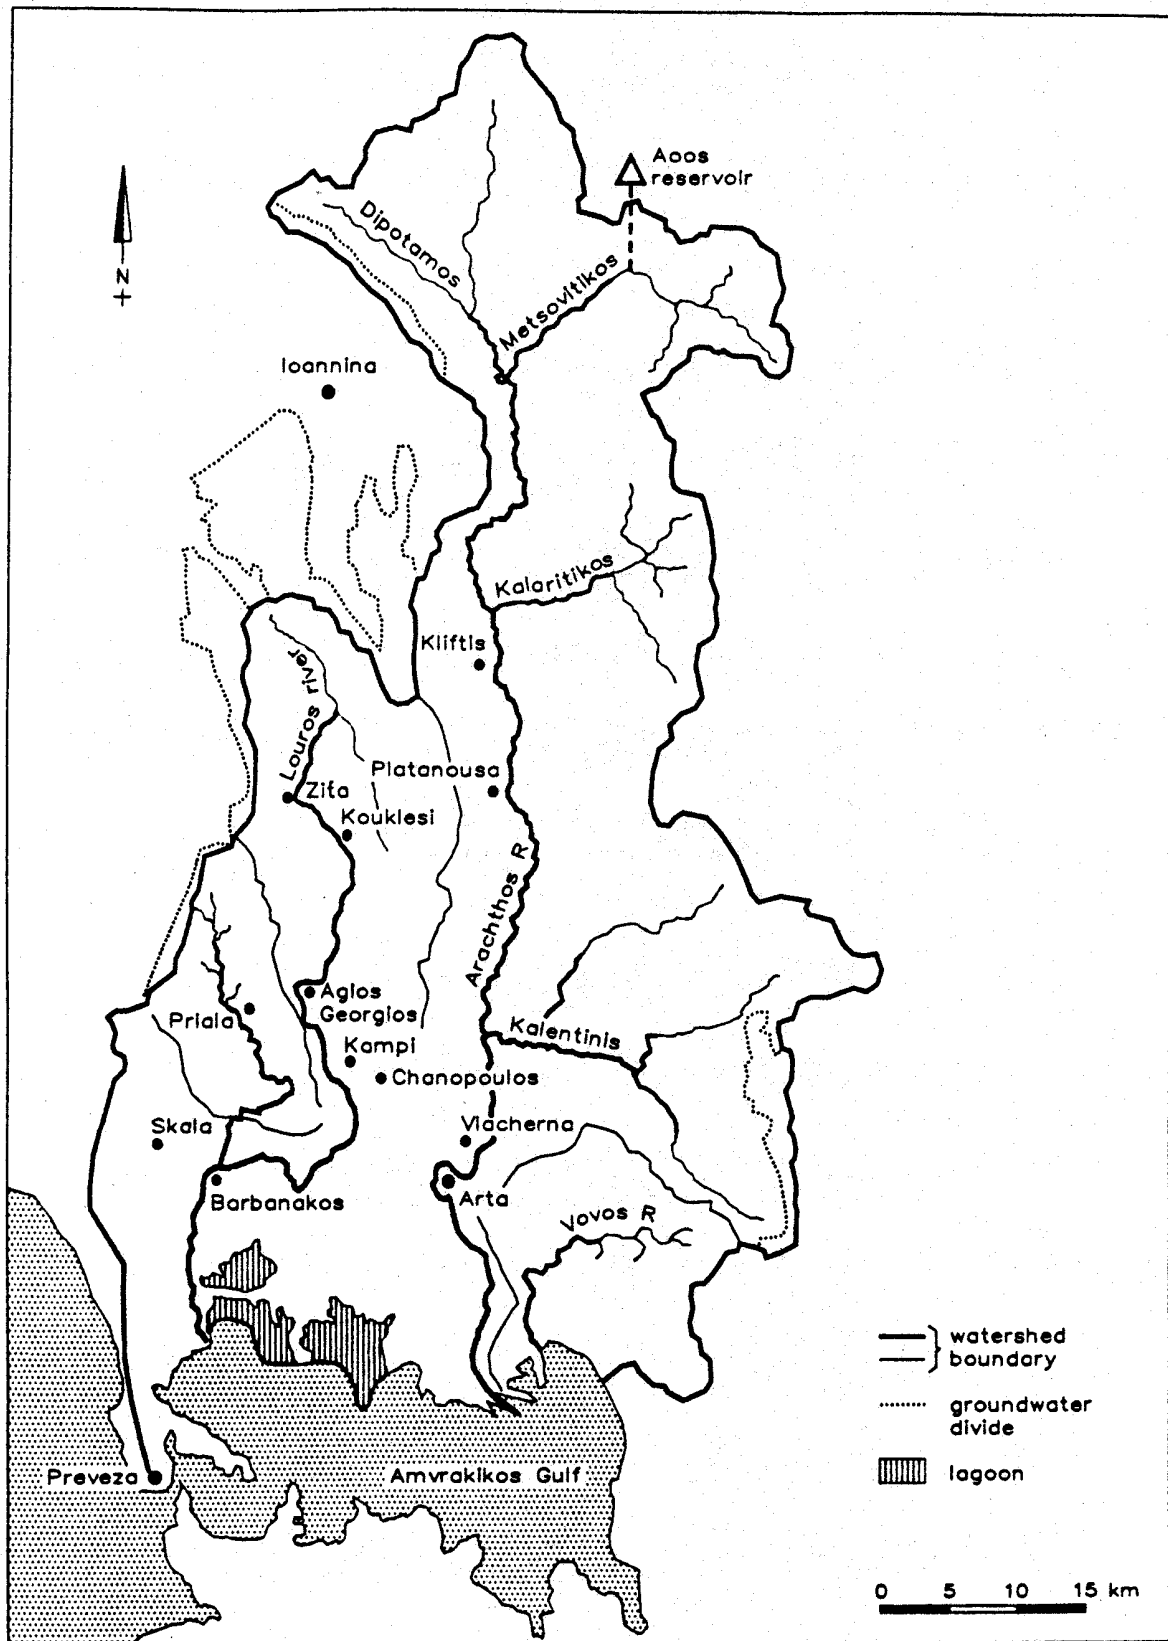 Aoos
reservoir
Dipotamos
Metsovitikos
N
Ioannina
Kalaritikos
Kliftis
Louros river
Platanousa
Zita
Kouklesi
Arachthos R
Agios
Georgios
Priala
Kalentinis
Kampi
Chanopoulos
Skala
Vlacherna
Barbanakos
Arta
Vovos R
watershed
boundary
groundwater
divide
Preveza
Amvrakikos Gulf
lagoon
0 5 10 15 km